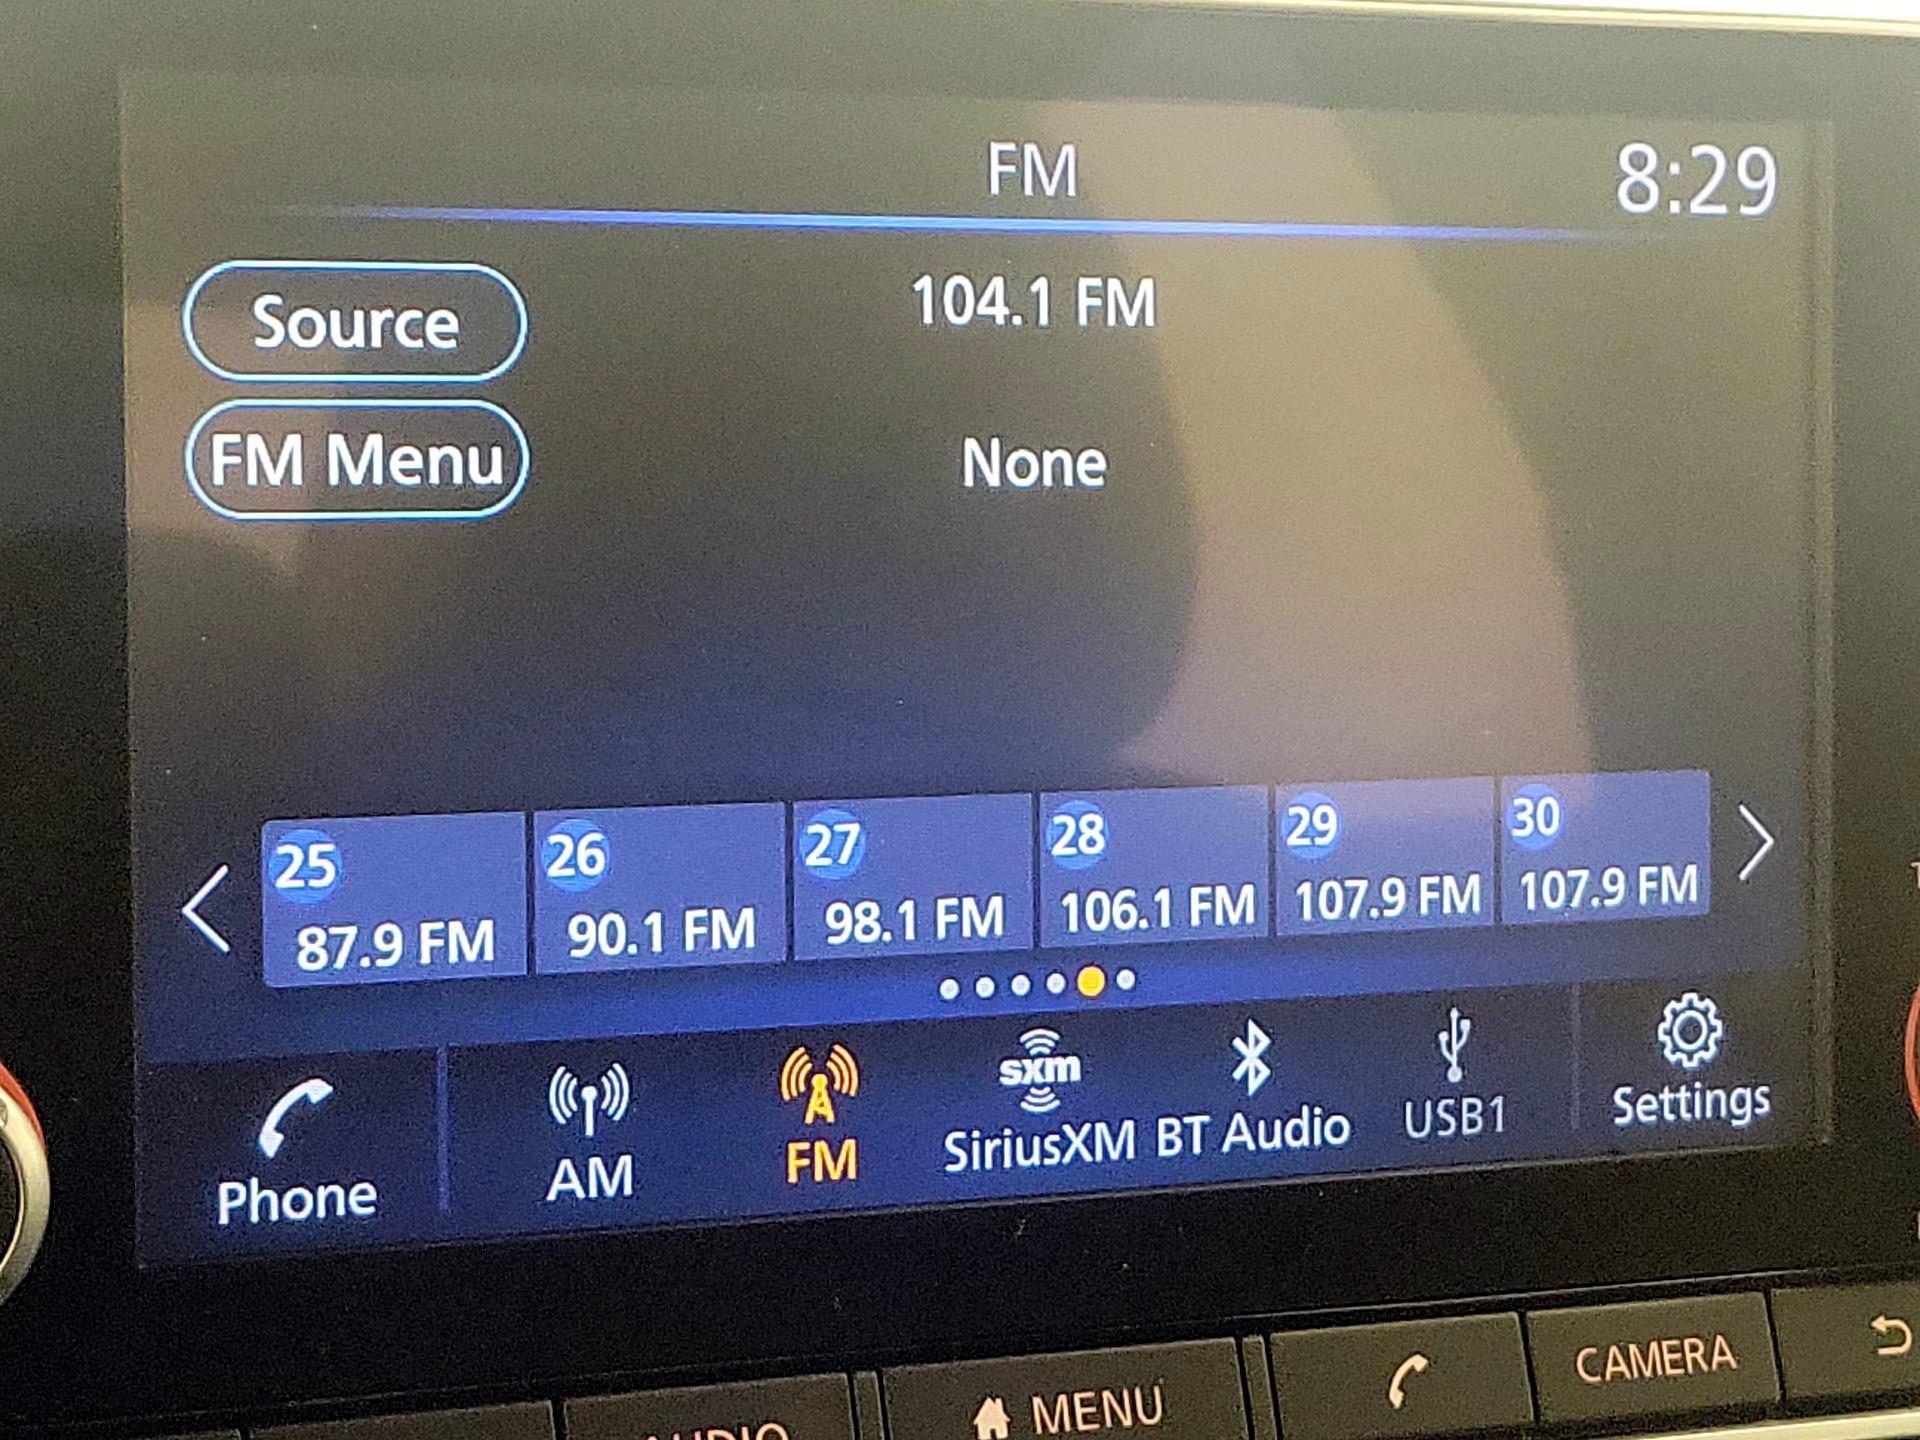 FM
8:29
Source
104.1 FM
FM Menu
None
25
26
27
28
29
30
87.9 FM
90.1 FM
98.1 FM
106.1 FM
107.9 FM
107.9 FM
sxm
Phone
AM
FM
SiriusXM
BT Audio
USB1
Settings
AUDIO
MENU
CAMERA